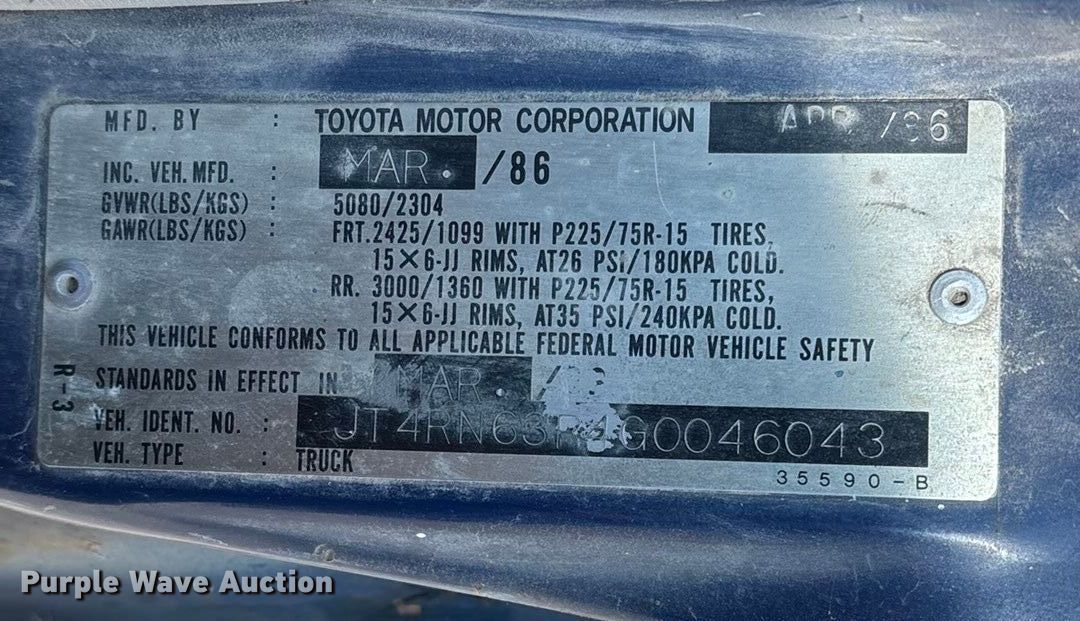 MFD. BY : TOYOTA MOTOR CORPORATION APR /86
INC. VEH. MFD. : MAR. /86
GVWR(LBS/KGS) : 5080/2304
GAWR(LBS/KGS) : FRT. 2425/1099 WITH P225/75R-15 TIRES,
15×6-JJ RIMS, AT26 PSI/180KPA COLD.
RR. 3000/1360 WITH P225/75R-15 TIRES,
15×6-JJ RIMS, AT35 PSI/240KPA COLD.
THIS VEHICLE CONFORMS TO ALL APPLICABLE FEDERAL MOTOR VEHICLE SAFETY
R-3
STANDARDS IN EFFECT IN MAR.
VEH. IDENT. NO. :
VEH. TYPE : TRUCK
35590-B
Purple Wave Auction